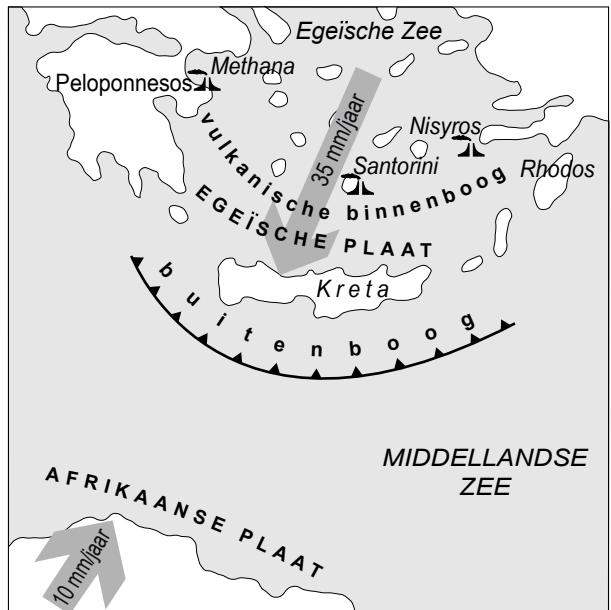 Egeïsche Zee
Methana
Peloponnesos
35 mm/jaar
Nisyros
Santorini
Rhodos
vulkanische binnenboog
EGEÏSCHE PLAAT
Kreta
buitenboog
MIDDELLANDSE
ZEE
AFRIKAANSE PLAAT
10 mm/jaar